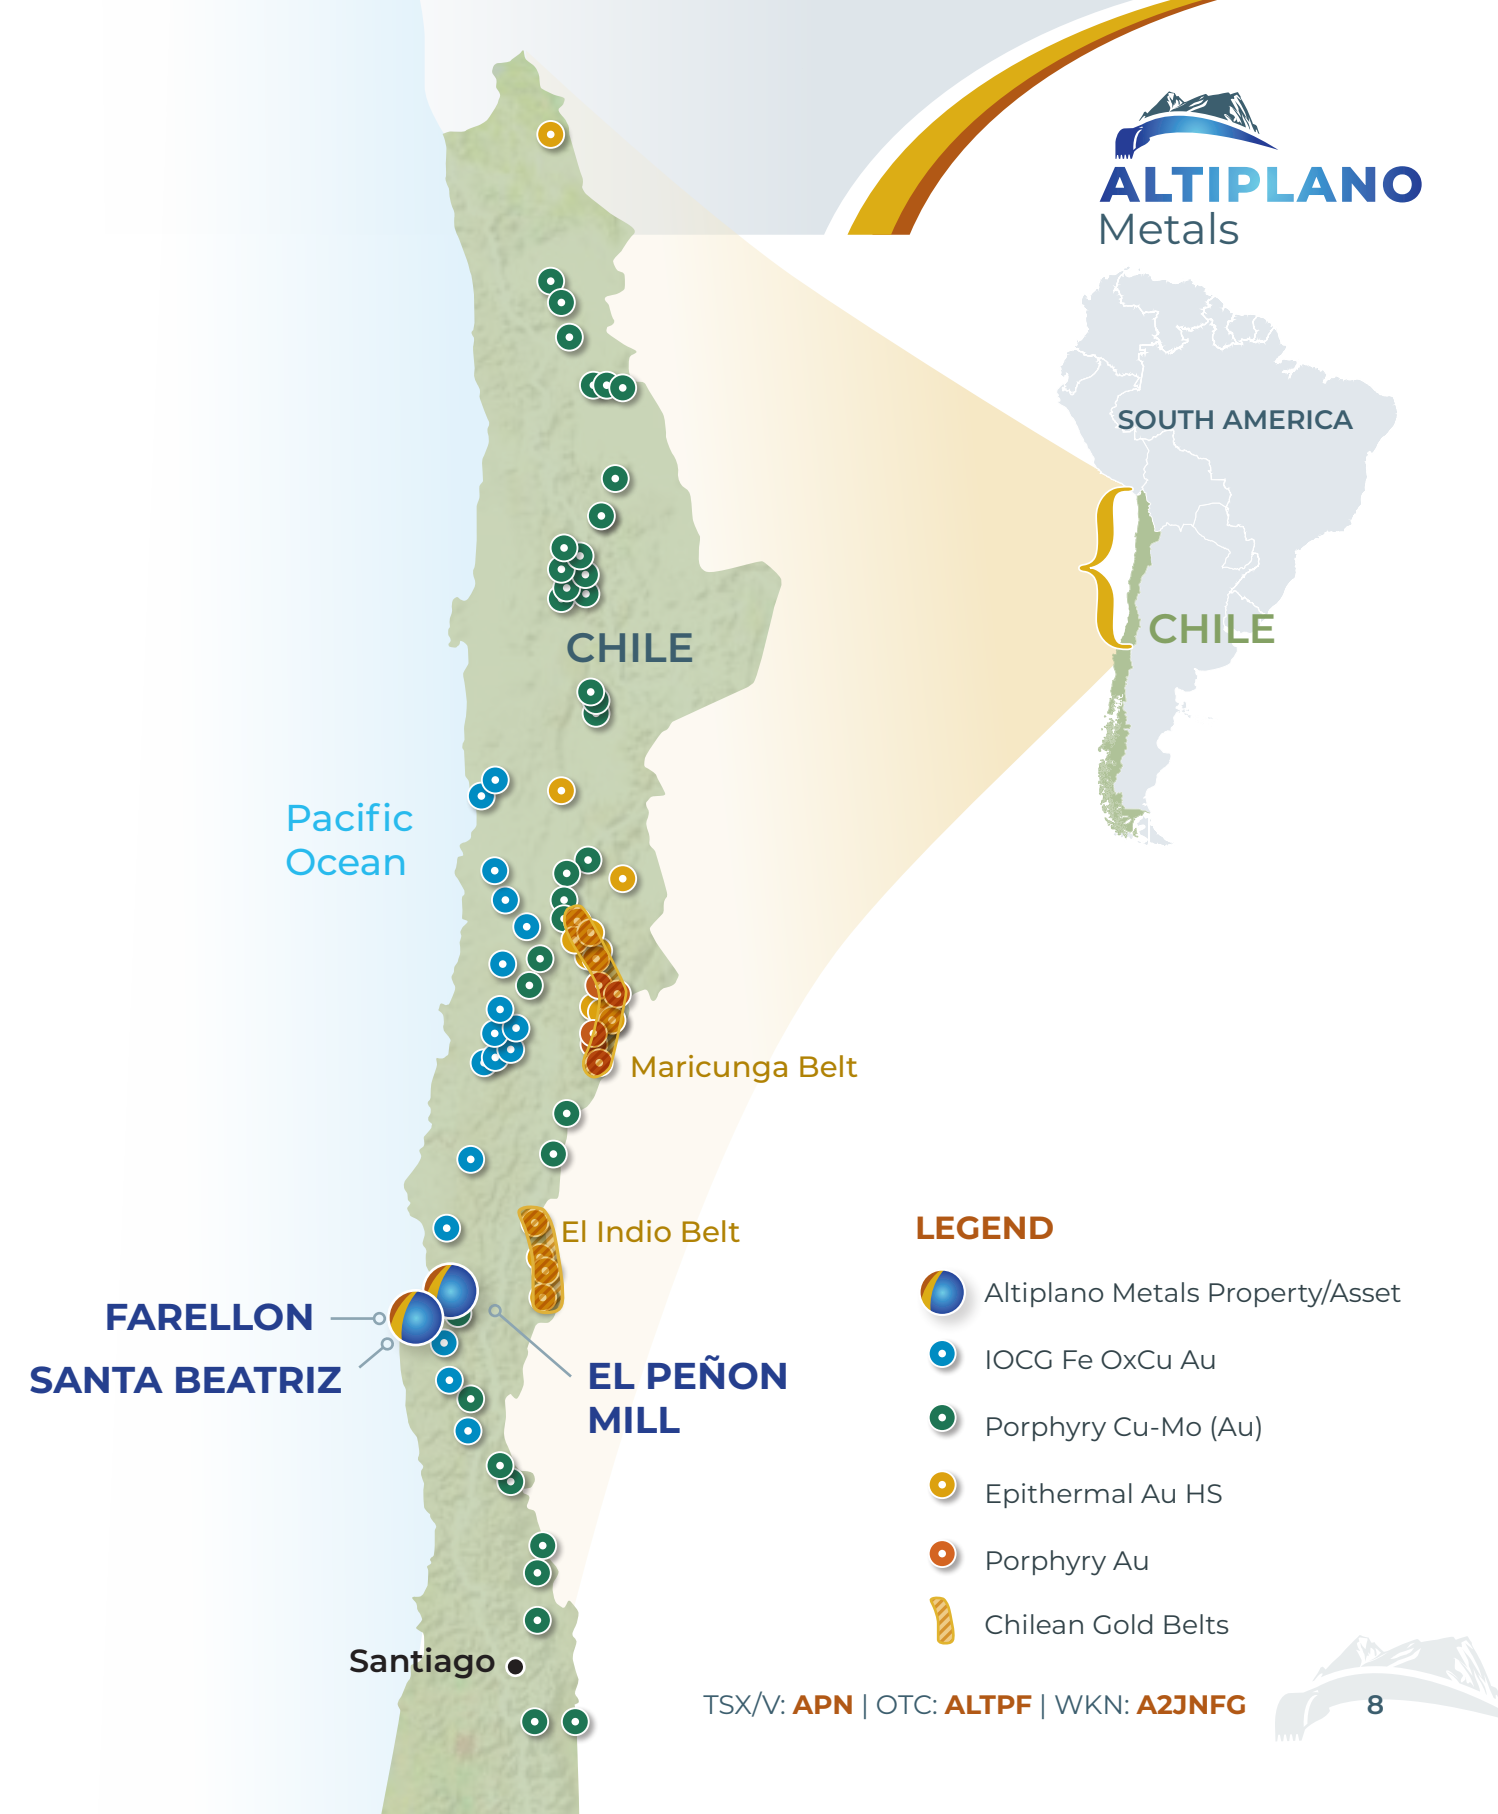 ALTIPLANO
Metals
SOUTH AMERICA
CHILE
CHILE
Pacific
Ocean
Maricunga Belt
El Indio Belt
FARELLON
SANTA BEATRIZ
EL PEÑON
MILL
Santiago
LEGEND
Altiplano Metals Property/Asset
IOCG Fe OxCu Au
Porphyry Cu-Mo (Au)
Epithermal Au HS
Porphyry Au
Chilean Gold Belts
TSX/V: APN | OTC: ALTPF | WKN: A2JNFG
8